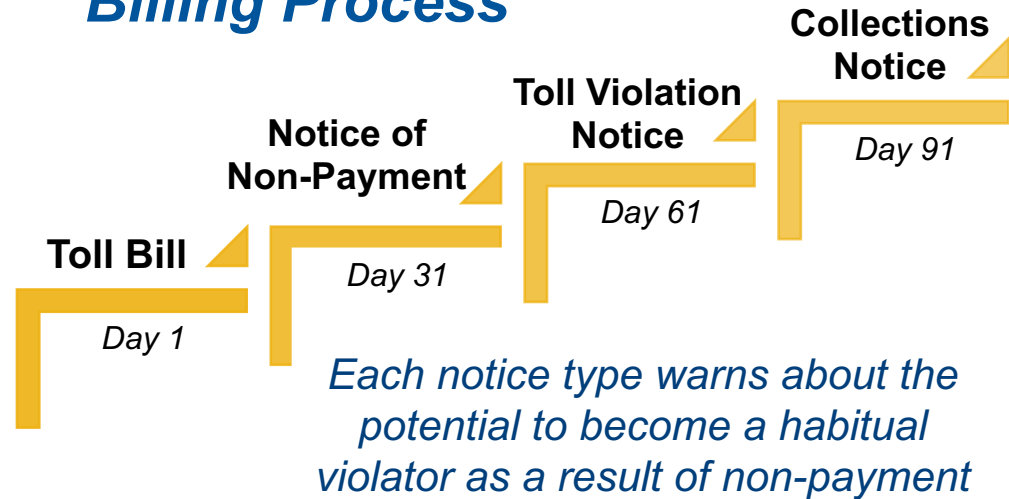 Billing Process
Toll Bill
Day 1
Notice of
Non-Payment
Day 31
Toll Violation
Notice
Day 61
Collections
Notice
Day 91
Each notice type warns about the
potential to become a habitual
violator as a result of non-payment